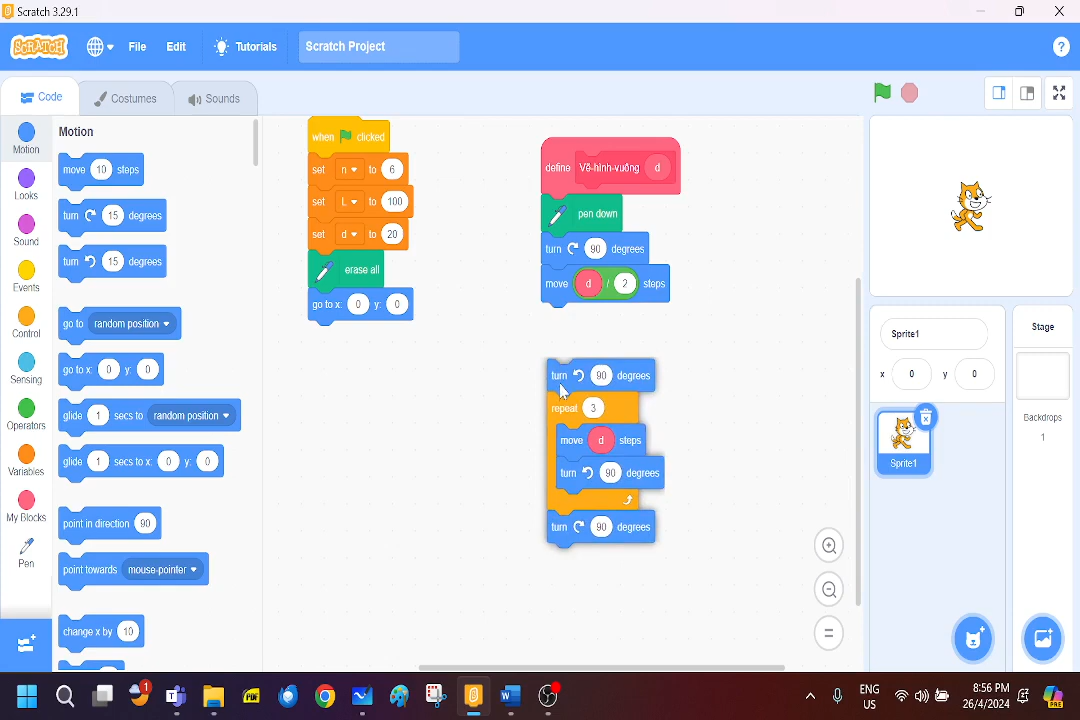 Scratch 3.29.1
SCRATCH
File
Edit
Tutorials
Scratch Project
?
Code
Costumes
Sounds
Motion
Looks
Sound
Events
Control
Sensing
Operators
Variables
My Blocks
Pen
Motion
move 10 steps
turn 15 degrees
turn 15 degrees
go to random position
go to x: 0 y: 0
glide 1 secs to random position
glide 1 secs to x: 0 y: 0
point in direction 90
point towards mouse-pointer
change x by 10
when clicked
set n to 6
set L to 100
set d to 20
erase all
go to x: 0 y: 0
define Vẽ-hình-vuông d
pen down
turn 90 degrees
move d / 2 steps
turn 90 degrees
repeat 3
move d steps
turn 90 degrees
turn 90 degrees
Sprite1
x 0 y 0
Sprite1
Stage
Backdrops
1
1
PDF
ENG
US
8:56 PM
26/4/2024
PRE